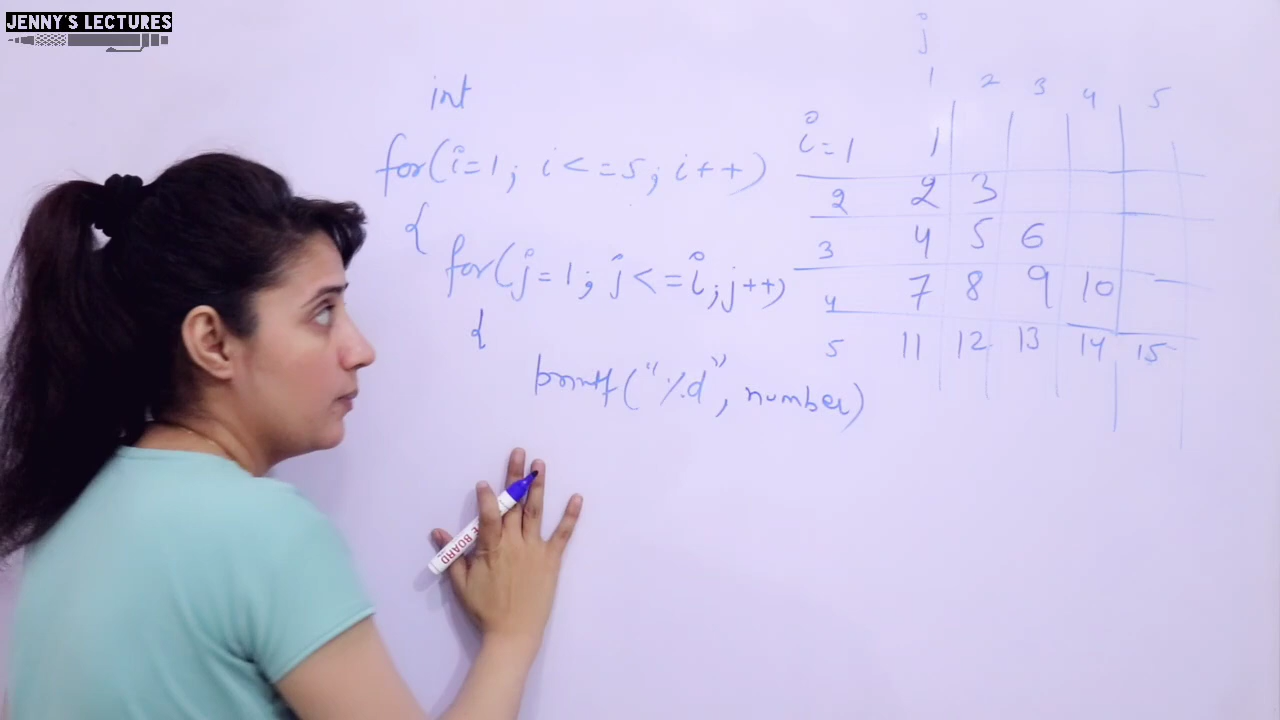 JENNY'S LECTURES
int
for(i=1; i<=5; i++)
{
for(j=1; j<=i; j++)
{
printf("%d", number)
j
1 2 3 4 5
i=1 1
2 2 3
3 4 5 6
4 7 8 9 10
5 11 12 13 14 15
BOARD